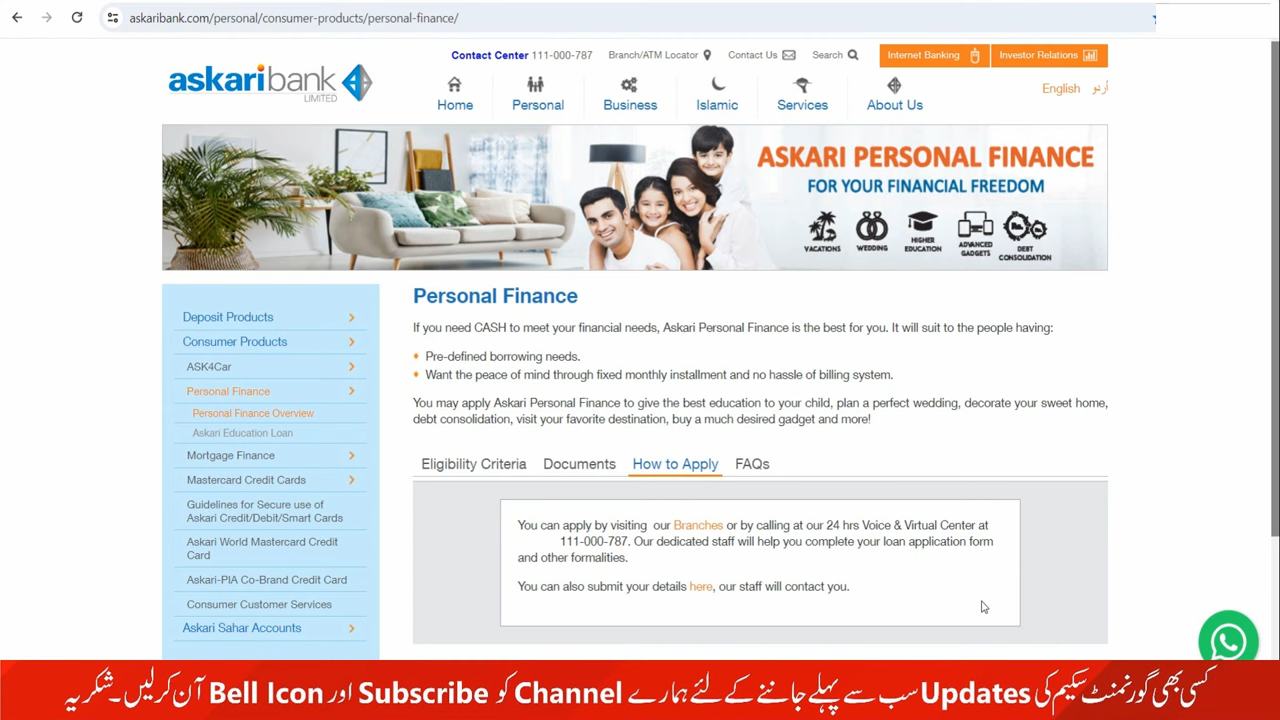 askaribank.com/personal/consumer-products/personal-finance/
Contact Center 111-000-787 Branch/ATM Locator Contact Us Search Internet Banking Investor Relations
askaribank
LIMITED
Home Personal Business Islamic Services About Us
English اُردو
ASKARI PERSONAL FINANCE
FOR YOUR FINANCIAL FREEDOM
VACATIONS
WEDDING
HIGHER
EDUCATION
ADVANCED
GADGETS
DEBT
CONSOLIDATION
Deposit Products
Consumer Products
ASK4Car
Personal Finance
Personal Finance Overview
Askari Education Loan
Mortgage Finance
Mastercard Credit Cards
Guidelines for Secure use of
Askari Credit/Debit/Smart Cards
Askari World Mastercard Credit
Card
Askari-PIA Co-Brand Credit Card
Consumer Customer Services
Askari Sahar Accounts
Personal Finance
If you need CASH to meet your financial needs, Askari Personal Finance is the best for you. It will suit to the people having:
Pre-defined borrowing needs.
Want the peace of mind through fixed monthly installment and no hassle of billing system.
You may apply Askari Personal Finance to give the best education to your child, plan a perfect wedding, decorate your sweet home,
debt consolidation, visit your favorite destination, buy a much desired gadget and more!
Eligibility Criteria Documents How to Apply FAQs
You can apply by visiting our Branches or by calling at our 24 hrs Voice & Virtual Center at
111-000-787. Our dedicated staff will help you complete your loan application form
and other formalities.
You can also submit your details here, our staff will contact you.
کسی بھی گورنمنٹ سکیم کی Updates سب سے پہلے جاننے کے لئے ہمارے Channel کو Subscribe اور Bell Icon آن کرلیں۔ شکریہ